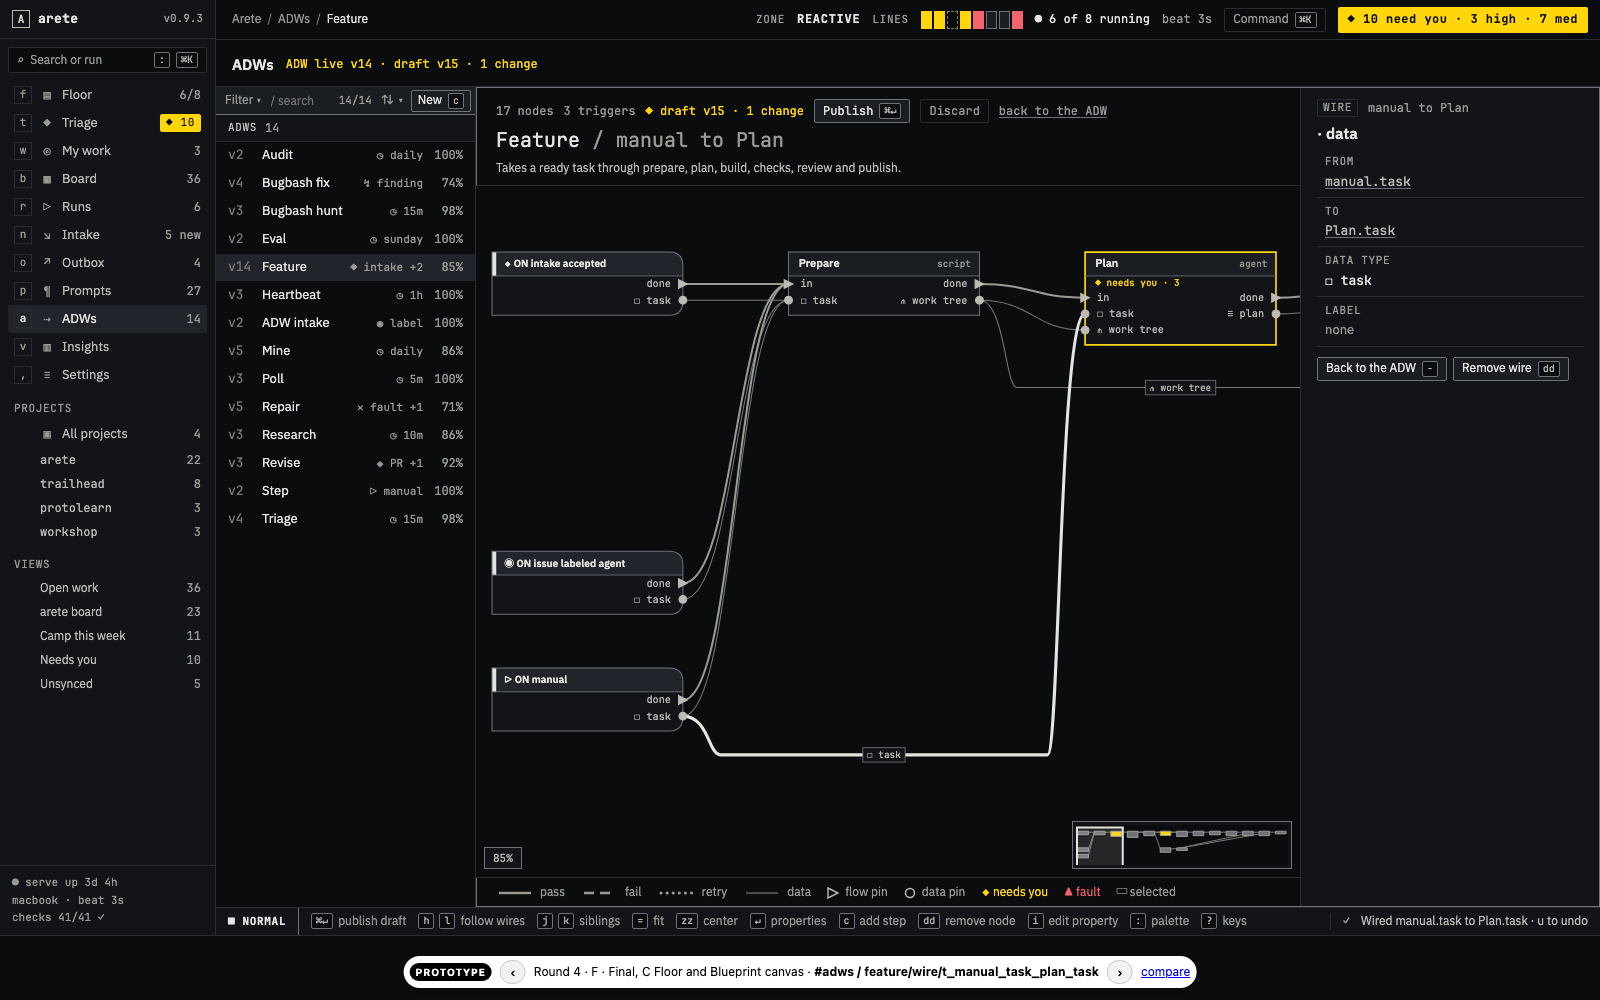 A arete v0.9.3
Search or run : ⌘K
f Floor 6/8
t Triage ◆ 10
w My work 3
b Board 36
r Runs 6
n Intake 5 new
o Outbox 4
p Prompts 27
a ADWs 14
v Insights
, Settings
PROJECTS
All projects 4
arete 22
trailhead 8
protolearn 3
workshop 3
VIEWS
Open work 36
arete board 23
Camp this week 11
Needs you 10
Unsynced 5
● serve up 3d 4h
macbook · beat 3s
checks 41/41 ✓
Arete / ADWs / Feature
ZONE REACTIVE LINES ● 6 of 8 running beat 3s Command ⌘K ◆ 10 need you · 3 high · 7 med
ADWs ADW live v14 · draft v15 · 1 change
Filter ▾ / search 14/14 ↑↓ ▾ New c
ADWS 14
v2 Audit daily 100%
v4 Bugbash fix finding 74%
v3 Bugbash hunt 15m 98%
v2 Eval sunday 100%
v14 Feature ◆ intake +2 85%
v3 Heartbeat 1h 100%
v2 ADW intake label 100%
v5 Mine daily 86%
v3 Poll 5m 100%
v5 Repair × fault +1 71%
v3 Research 10m 86%
v3 Revise ◆ PR +1 92%
v2 Step ▷ manual 100%
v4 Triage 15m 98%
17 nodes 3 triggers ◆ draft v15 · 1 change Publish ⌘↵ Discard back to the ADW
Feature / manual to Plan
Takes a ready task through prepare, plan, build, checks, review and publish.
◆ ON intake accepted
done
□ task
Prepare script
in done
□ task work tree
Plan agent
◆ needs you · 3
in done
□ task ≡ plan
work tree
work tree
ON issue labeled agent
done
□ task
▷ ON manual
done
□ task
□ task
85%
pass fail retry data flow pin data pin ◆ needs you ▲ fault selected
WIRE manual to Plan
· data
FROM
manual.task
TO
Plan.task
DATA TYPE
□ task
LABEL
none
Back to the ADW - Remove wire dd
■ NORMAL ⌘↵ publish draft h l follow wires j k siblings = fit zz center ↵ properties c add step dd remove node i edit property : palette ? keys ✓ Wired manual.task to Plan.task · u to undo
PROTOTYPE ‹ Round 4 · F · Final, C Floor and Blueprint canvas · #adws / feature/wire/t_manual_task_plan_task › compare